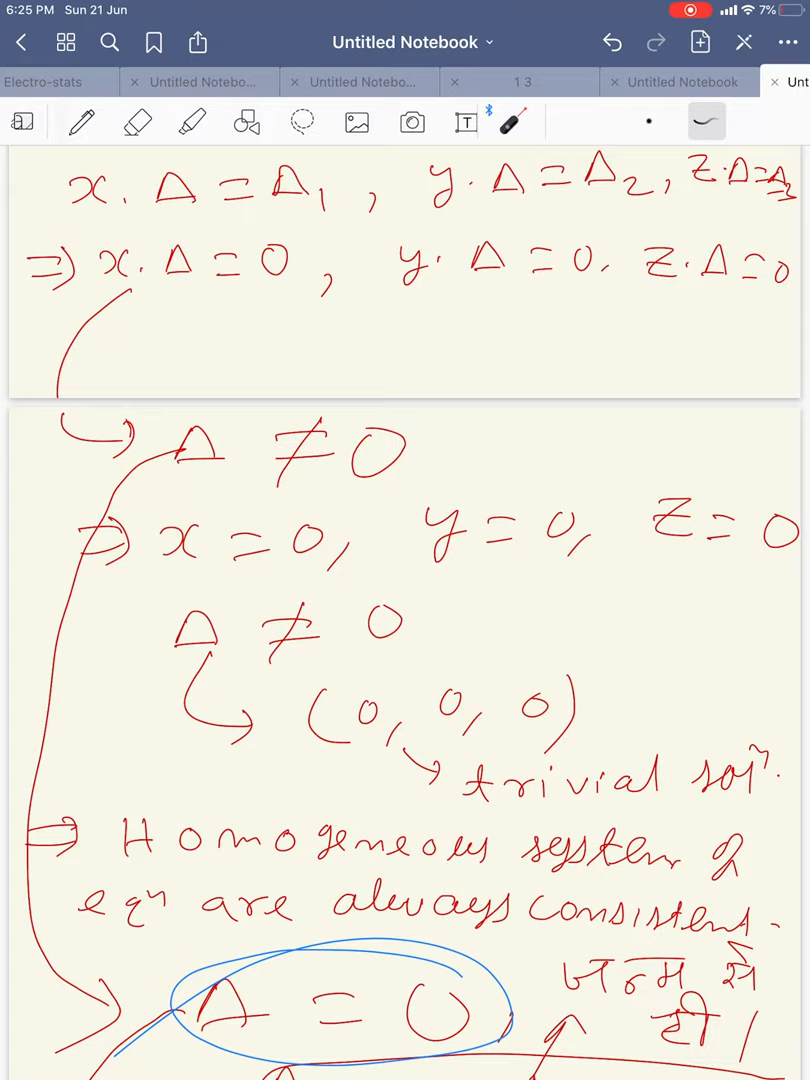 6:25 PM Sun 21 Jun 7%
Untitled Notebook
Electro-stats Untitled Notebo... Untitled Notebo... 1 3 Untitled Notebook Unt
x. Δ = Δ1 , y. Δ = Δ2, z.Δ=Δ3
⇒ x. Δ = 0 , y. Δ = 0. z.Δ=0
Δ ≠ 0
⇒ x = 0, y = 0, z = 0
Δ ≠ 0
(0, 0, 0)
trivial solⁿ.
⇒ Homogeneous system of
eqⁿ are always consistent.
जनम से
Δ = 0, ही।